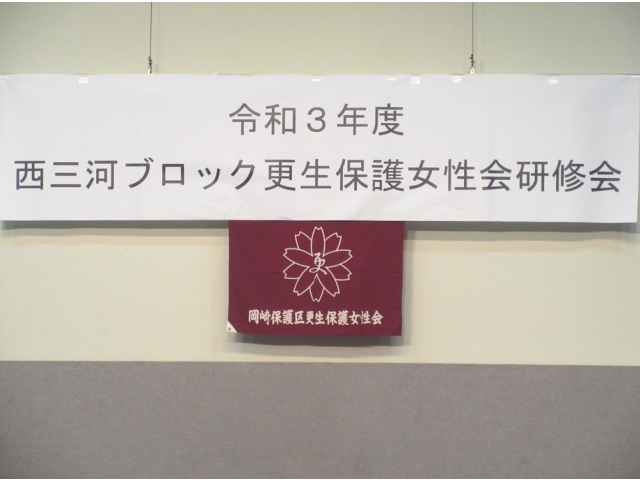 令和３年度
西三河ブロック更生保護女性会研修会
更
岡崎保護区更生保護女性会